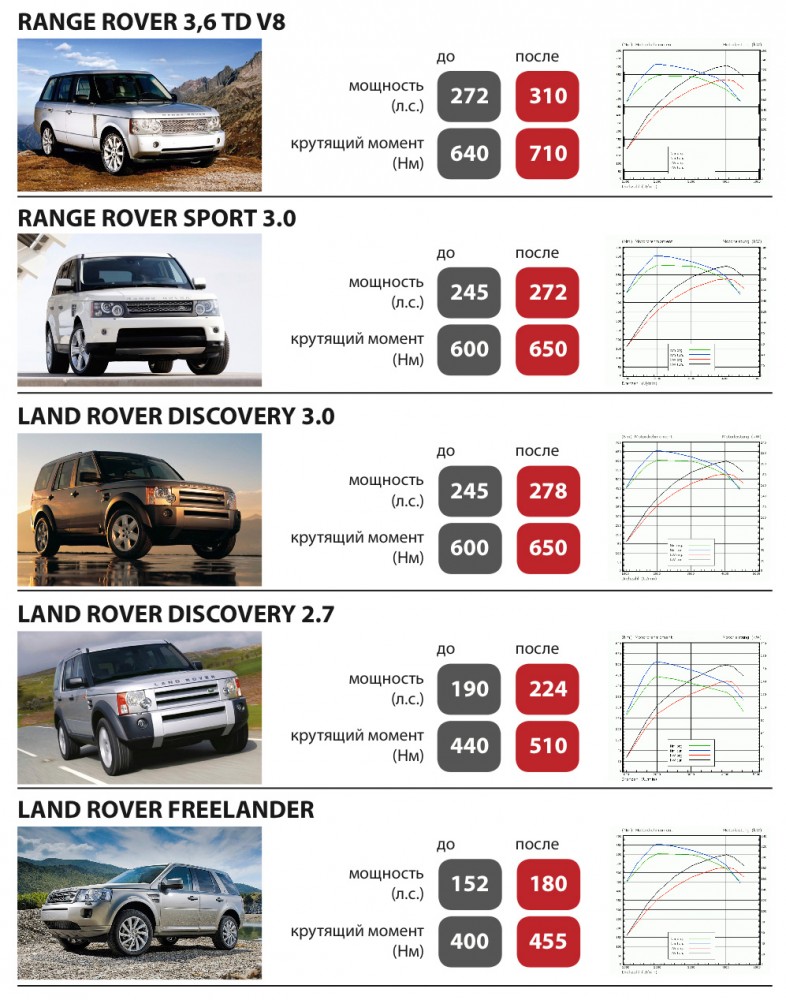 RANGE ROVER 3,6 TD V8
до после
мощность
(л.с.)
272 310
крутящий момент
(Нм)
640 710
RANGE ROVER SPORT 3.0
до после
мощность
(л.с.)
245 272
крутящий момент
(Нм)
600 650
LAND ROVER DISCOVERY 3.0
до после
мощность
(л.с.)
245 278
крутящий момент
(Нм)
600 650
LAND ROVER DISCOVERY 2.7
до после
мощность
(л.с.)
190 224
крутящий момент
(Нм)
440 510
LAND ROVER
LAND ROVER FREELANDER
до после
мощность
(л.с.)
152 180
крутящий момент
(Нм)
400 455